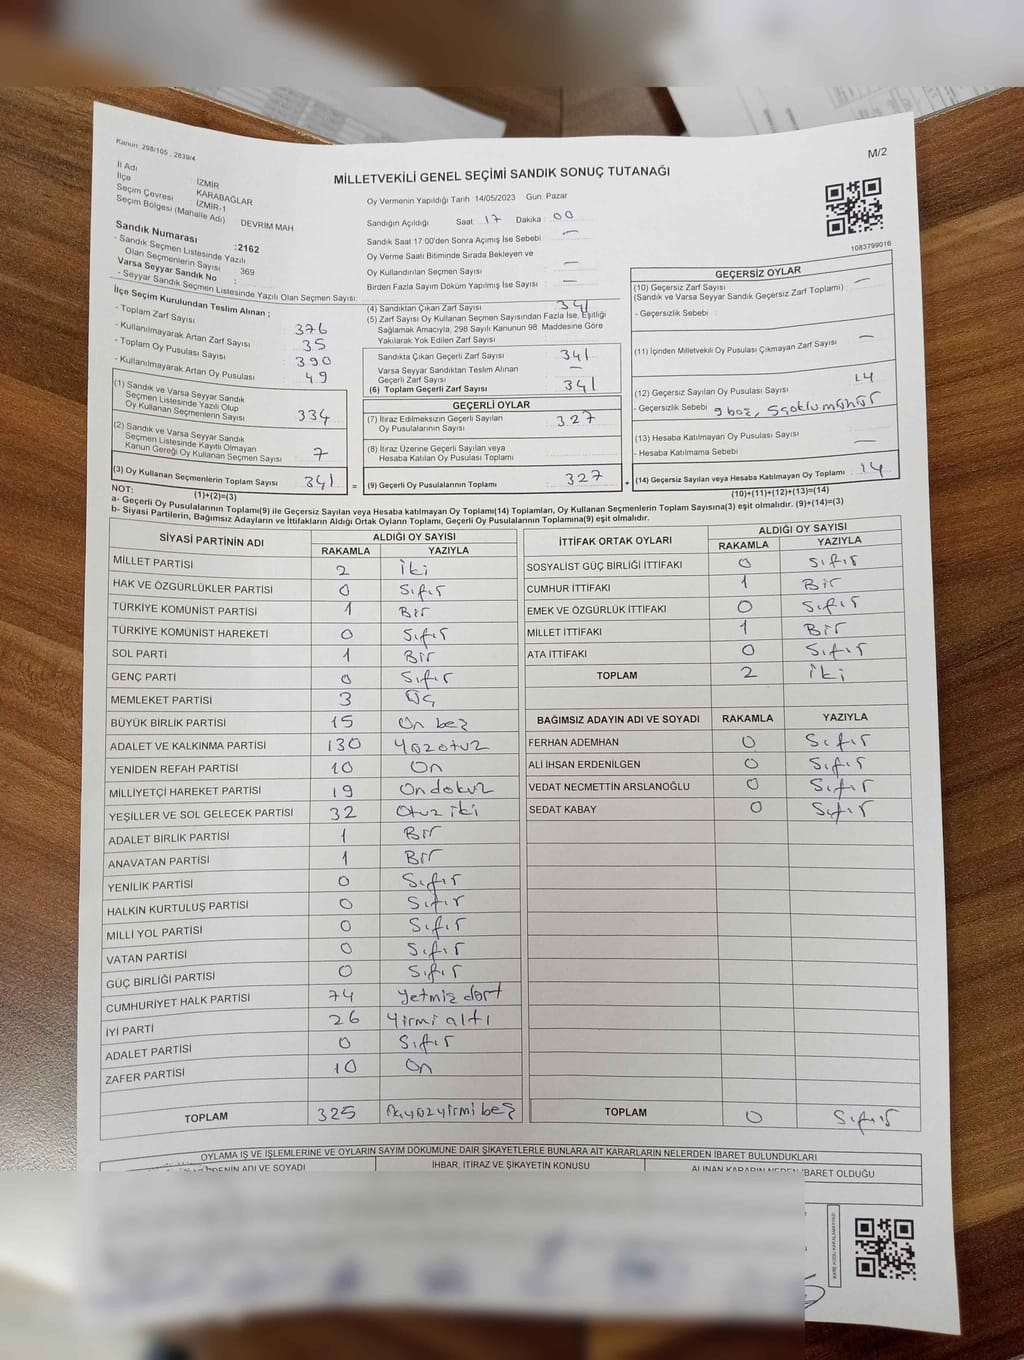 Kanun: 298/105 , 2839/4
M/2
MİLLETVEKİLİ GENEL SEÇİMİ SANDIK SONUÇ TUTANAĞI
İl Adı : İZMİR
İlçe : KARABAĞLAR
Seçim Çevresi : İZMİR-1
Seçim Bölgesi (Mahalle Adı) DEVRİM MAH
Sandık Numarası :2162
- Sandık Seçmen Listesinde Yazılı
Olan Seçmenlerin Sayısı : 369
Varsa Seyyar Sandık No :
- Seyyar Sandık Seçmen Listesinde Yazılı Olan Seçmen Sayısı:
Oy Vermenin Yapıldığı Tarih :14/05/2023 Gün: Pazar
Sandığın Açıldığı Saat : 17 Dakika : 00
Sandık Saat 17.00'den Sonra Açımış İse Sebebi : —
Oy Verme Saati Bitiminde Sırada Bekleyen ve
Oy Kullandırılan Seçmen Sayısı : —
Birden Fazla Sayım Döküm Yapılmış İse Sayısı : —
1083799016
İlçe Seçim Kurulundan Teslim Alınan ;
- Toplam Zarf Sayısı : 376
- Kullanılmayarak Artan Zarf Sayısı : 35
- Toplam Oy Pusulası Sayısı : 390
- Kullanılmayarak Artan Oy Pusulası : 49
(1) Sandık ve Varsa Seyyar Sandık
Seçmen Listesinde Yazılı Olup
Oy Kullanan Seçmenlerin Sayısı : 334
(2) Sandık ve Varsa Seyyar Sandık
Seçmen Listesinde Kayıtlı Olmayan
Kanun Gereği Oy Kullanan Seçmen Sayısı : 7
(3) Oy Kullanan Seçmenlerin Toplam Sayısı : 341
(4) Sandıktan Çıkan Zarf Sayısı : 341
(5) Zarf Sayısı Oy Kullanan Seçmen Sayısından Fazla İse, Eşitliği
Sağlamak Amacıyla, 298 Sayılı Kanunun 98. Maddesine Göre
Yakılarak Yok Edilen Zarf Sayısı :
Sandıkta Çıkan Geçerli Zarf Sayısı : 341
Varsa Seyyar Sandıktan Teslim Alınan
Geçerli Zarf Sayısı : —
(6) Toplam Geçerli Zarf Sayısı : 341
GEÇERLİ OYLAR
(7) İtiraz Edilmeksizin Geçerli Sayılan
Oy Pusulalarının Sayısı : 327
(8) İtiraz Üzerine Geçerli Sayılan veya
Hesaba Katılan Oy Pusulası Toplamı :
= (9) Geçerli Oy Pusulalarının Toplamı : 327
GEÇERSİZ OYLAR
(10) Geçersiz Zarf Sayısı : —
(Sandık ve Varsa Seyyar Sandık Geçersiz Zarf Toplamı)
- Geçersizlik Sebebi :
(11) İçinden Milletvekili Oy Pusulası Çıkmayan Zarf Sayısı : —
(12) Geçersiz Sayılan Oy Pusulası Sayısı : 14
- Geçersizlik Sebebi : 9 boş, 5 çoklu mühür
(13) Hesaba Katılmayan Oy Pusulası Sayısı :
- Hesaba Katılmama Sebebi : —
+ (14) Geçersiz Sayılan veya Hesaba Katılmayan Oy Toplamı : 14
NOT: (1)+(2)=(3) (10)+(11)+(12)+(13)=(14)
a- Geçerli Oy Pusulalarının Toplamı(9) ile Geçersiz Sayılan veya Hesaba katılmayan Oy Toplamı(14) Toplamları, Oy Kullanan Seçmenlerin Toplam Sayısına(3) eşit olmalıdır. (9)+(14)=(3)
b- Siyasi Partilerin, Bağımsız Adayların ve İttifakların Aldığı Ortak Oyların Toplamı, Geçerli Oy Pusulalarının Toplamına(9) eşit olmalıdır.
SİYASİ PARTİNİN ADI ALDIĞI OY SAYISI
RAKAMLA YAZIYLA
MİLLET PARTİSİ 2 iki
HAK VE ÖZGÜRLÜKLER PARTİSİ 0 Sıfır
TÜRKİYE KOMÜNİST PARTİSİ 1 Bir
TÜRKİYE KOMÜNİST HAREKETİ 0 Sıfır
SOL PARTİ 1 Bir
GENÇ PARTİ 0 Sıfır
MEMLEKET PARTİSİ 3 Üç
BÜYÜK BİRLİK PARTİSİ 15 On beş
ADALET VE KALKINMA PARTİSİ 130 Yüzotuz
YENİDEN REFAH PARTİSİ 10 On
MİLLİYETÇİ HAREKET PARTİSİ 19 Ondokuz
YEŞİLLER VE SOL GELECEK PARTİSİ 32 Otuz iki
ADALET BİRLİK PARTİSİ 1 Bir
ANAVATAN PARTİSİ 1 Bir
YENİLİK PARTİSİ 0 Sıfır
HALKIN KURTULUŞ PARTİSİ 0 Sıfır
MİLLİ YOL PARTİSİ 0 Sıfır
VATAN PARTİSİ 0 Sıfır
GÜÇ BİRLİĞİ PARTİSİ 0 Sıfır
CUMHURİYET HALK PARTİSİ 74 yetmiş dört
İYİ PARTİ 26 Yirmi altı
ADALET PARTİSİ 0 Sıfır
ZAFER PARTİSİ 10 On
TOPLAM 325 üçyüzyirmi beş
İTTİFAK ORTAK OYLARI ALDIĞI OY SAYISI
RAKAMLA YAZIYLA
SOSYALİST GÜÇ BİRLİĞİ İTTİFAKI 0 Sıfır
CUMHUR İTTİFAKI 1 Bir
EMEK VE ÖZGÜRLÜK İTTİFAKI 0 Sıfır
MİLLET İTTİFAKI 1 Bir
ATA İTTİFAKI 0 Sıfır
TOPLAM 2 iki
BAĞIMSIZ ADAYIN ADI VE SOYADI RAKAMLA YAZIYLA
FERHAN ADEMHAN 0 Sıfır
ALİ İHSAN ERDENİLGEN 0 Sıfır
VEDAT NECMETTİN ARSLANOĞLU 0 Sıfır
SEDAT KABAY 0 Sıfır
TOPLAM 0 Sıfır
OYLAMA İŞ VE İŞLEMLERİNE VE OYLARIN SAYIM DÖKÜMÜNE DAİR ŞİKAYETLERLE BUNLARA AİT KARARLARIN NELERDEN İBARET BULUNDUKLARI
ADI VE SOYADI İHBAR, İTİRAZ VE ŞİKAYETİN KONUSU ALINAN KARARIN NEDEN İBARET OLDUĞU